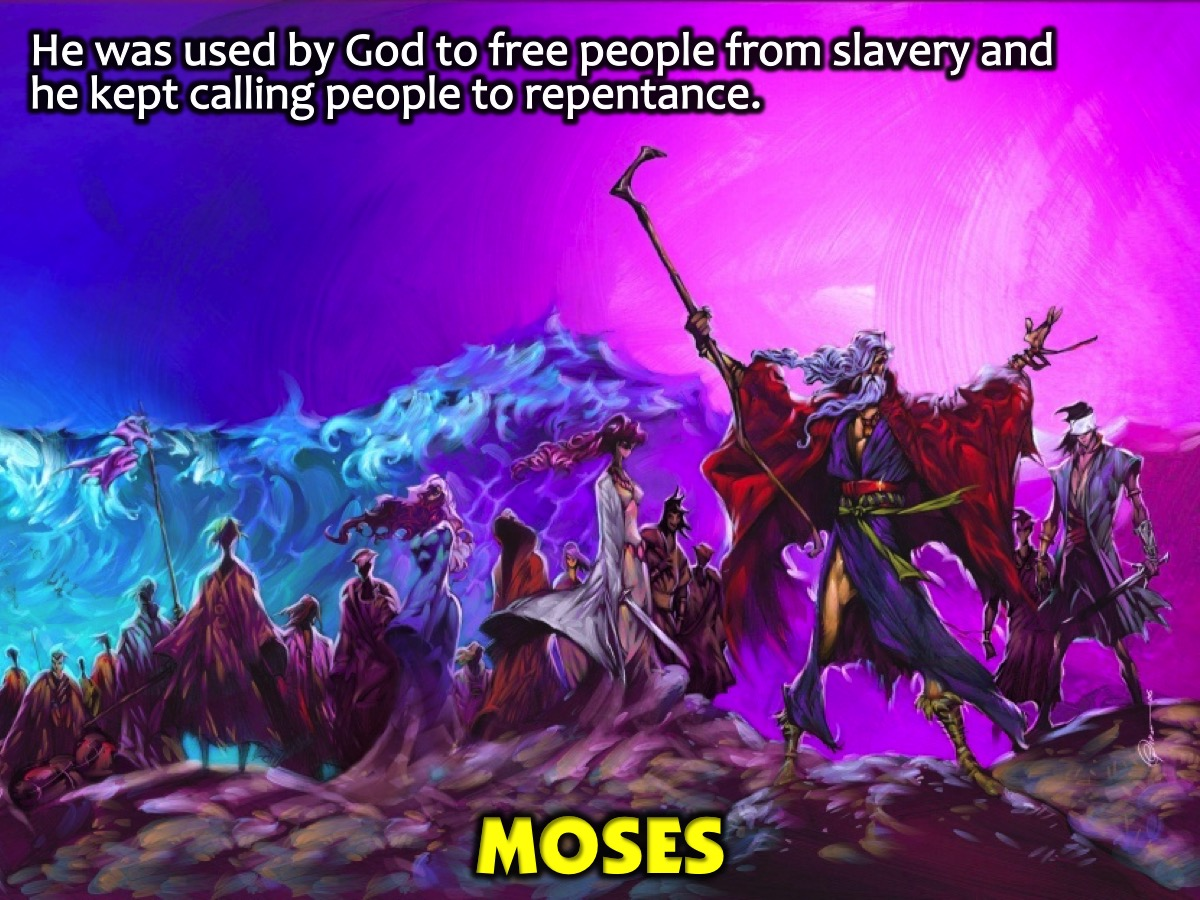 He was used by God to free people from slavery and
he kept calling people to repentance.
MOSES